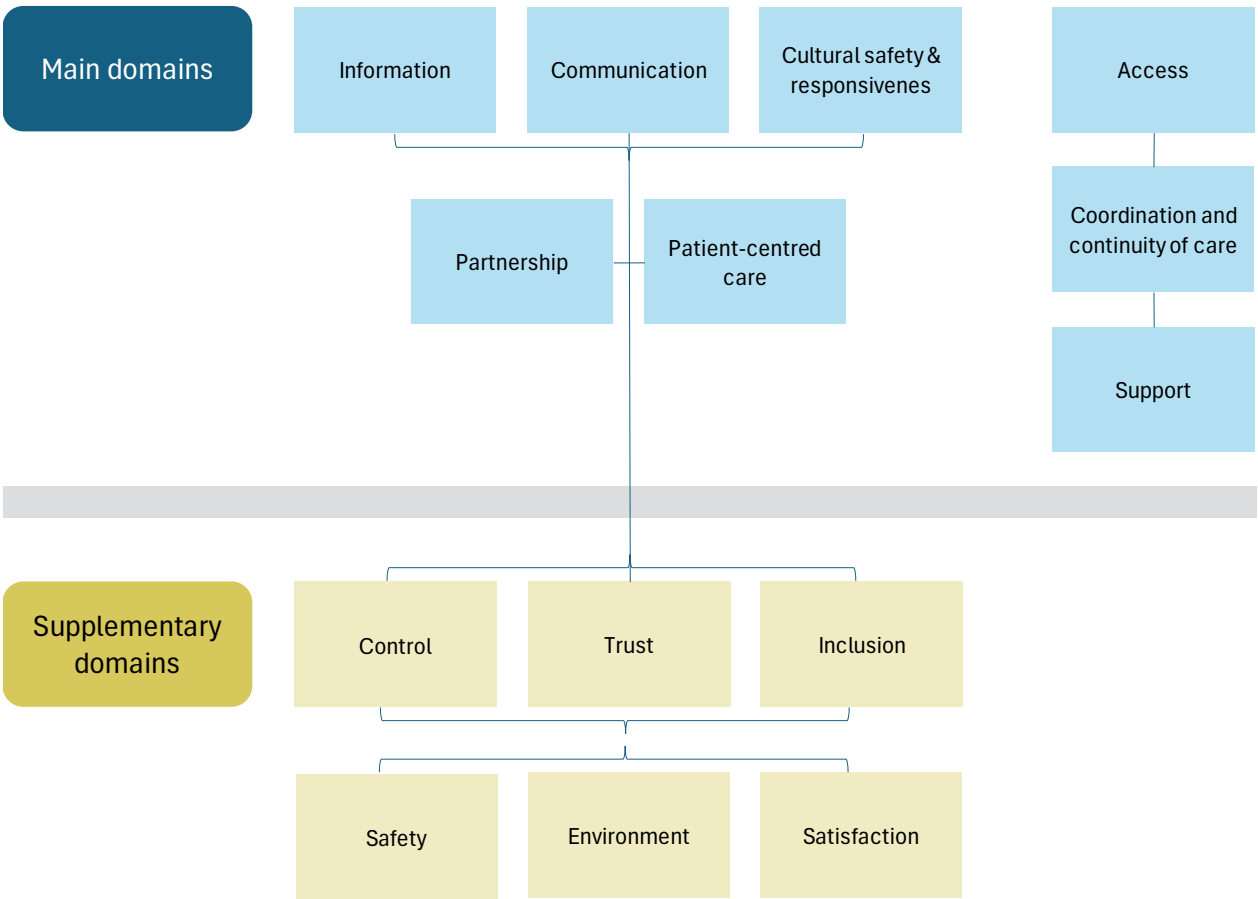 Main domains
Information
Communication
Cultural safety &
responsivenes
Access
Partnership
Patient-centred
care
Coordination and
continuity of care
Support
Supplementary
domains
Control
Trust
Inclusion
Safety
Environment
Satisfaction